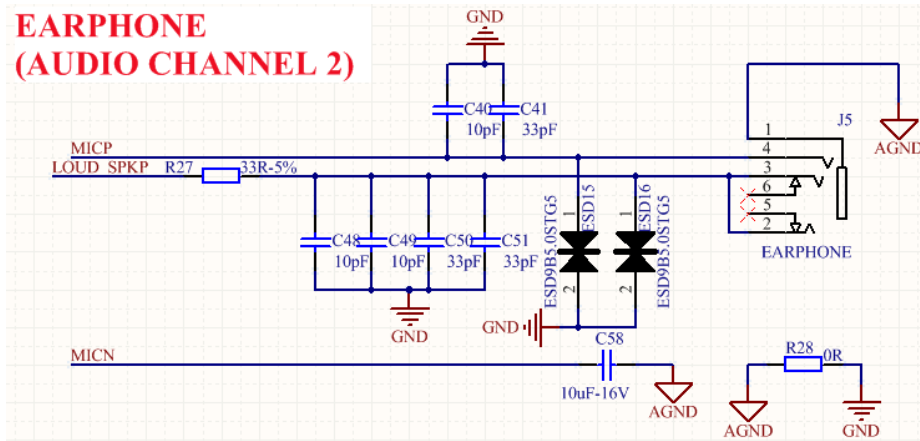 EARPHONE
(AUDIO CHANNEL 2)
GND
C40
10pF
C41
33pF
J5
AGND
MICP
LOUD SPKP
R27
33R-5%
1
4
3
6
5
2
EARPHONE
C48
10pF
C49
10pF
C50
33pF
C51
33pF
GND
1
2
ESD9B5.0STG5
ESD15
1
2
ESD16
ESD9B5.0STG5
GND
MICN
C58
10uF-16V
AGND
R28
0R
AGND
GND